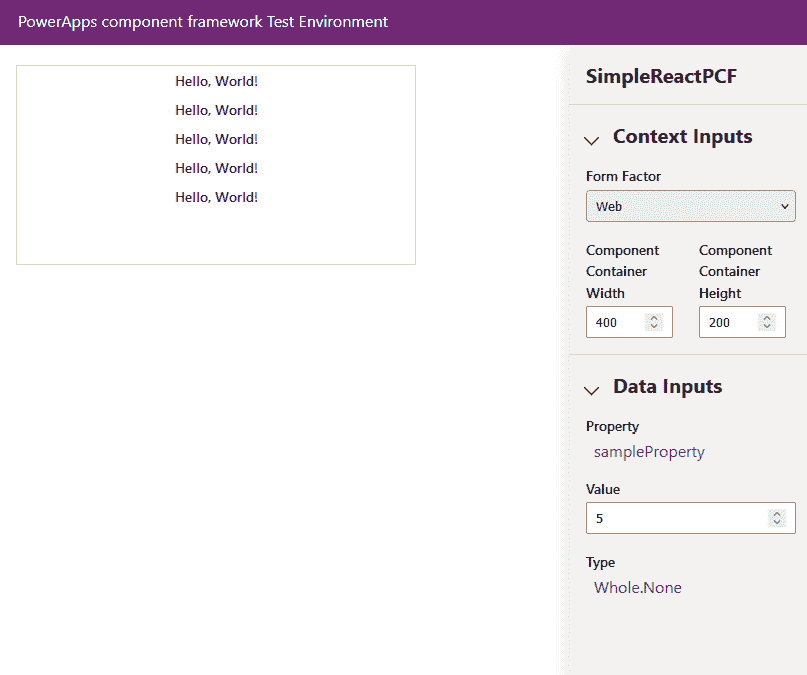 PowerApps component framework Test Environment
Hello, World!
Hello, World!
Hello, World!
Hello, World!
Hello, World!
SimpleReactPCF
Context Inputs
Form Factor
Web
Component
Container
Width
400
Component
Container
Height
200
Data Inputs
Property
sampleProperty
Value
5
Type
Whole.None